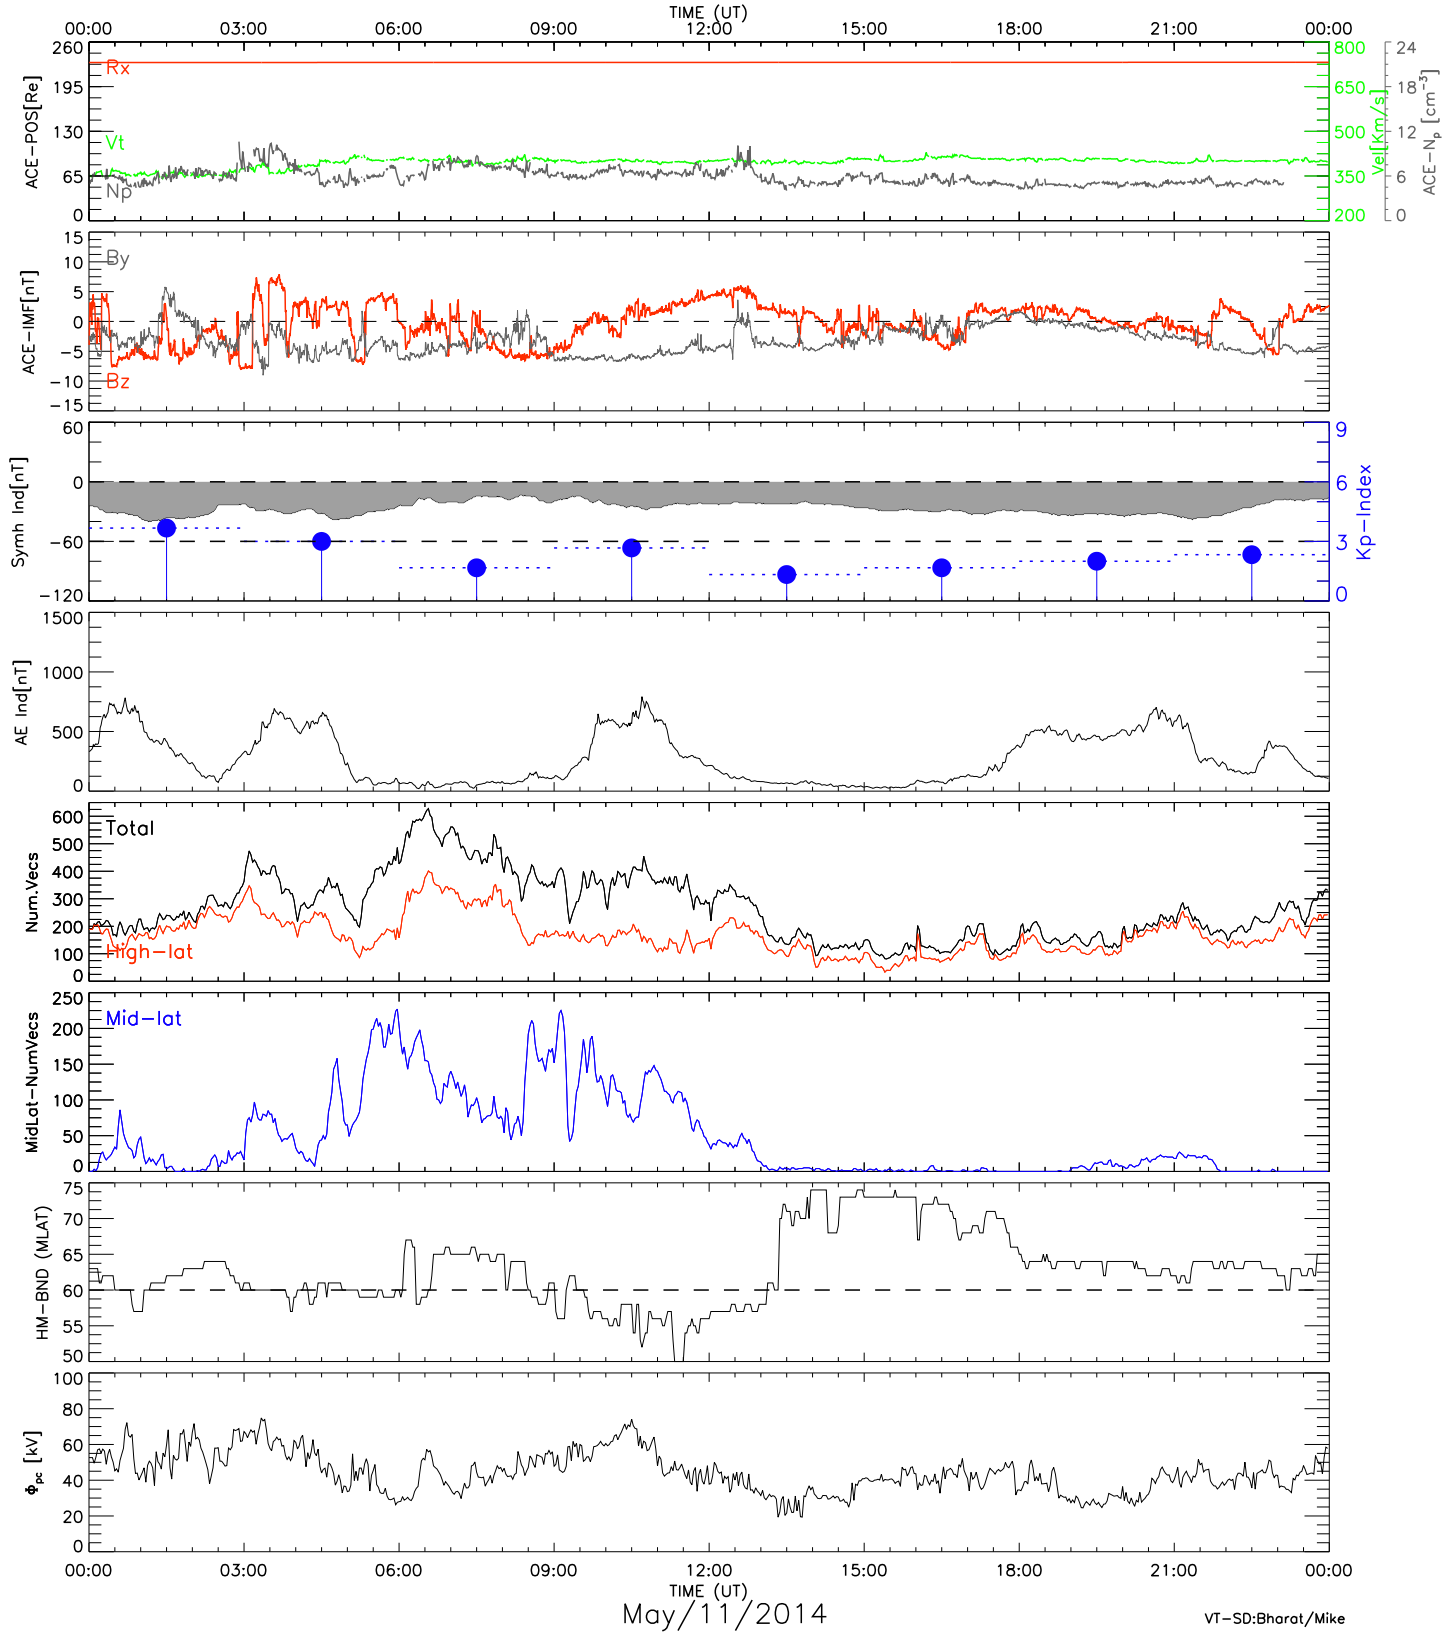 TIME (UT)
00:00 03:00 06:00 09:00 12:00 15:00 18:00 21:00 00:00
260 195 130 65 0
ACE-POS[Re]
Rx
Vt
Np
800 650 500 350 200
Vel[Km/s]
24 18 12 6 0
ACE-Np [cm-3]
15 10 5 0 -5 -10 -15
ACE-IMF[nT]
By
Bz
60 0 -60 -120
Symh Ind[nT]
9 6 3 0
Kp-Index
1500 1000 500 0
AE Ind[nT]
600 500 400 300 200 100 0
Num.Vecs
Total
High-lat
250 200 150 100 50 0
MidLat-NumVecs
Mid-lat
75 70 65 60 55 50
HM-BND (MLAT)
100 80 60 40 20 0
Φpc [kV]
00:00 03:00 06:00 09:00 12:00 15:00 18:00 21:00 00:00
TIME (UT)
May/11/2014
VT-SD:Bharat/Mike